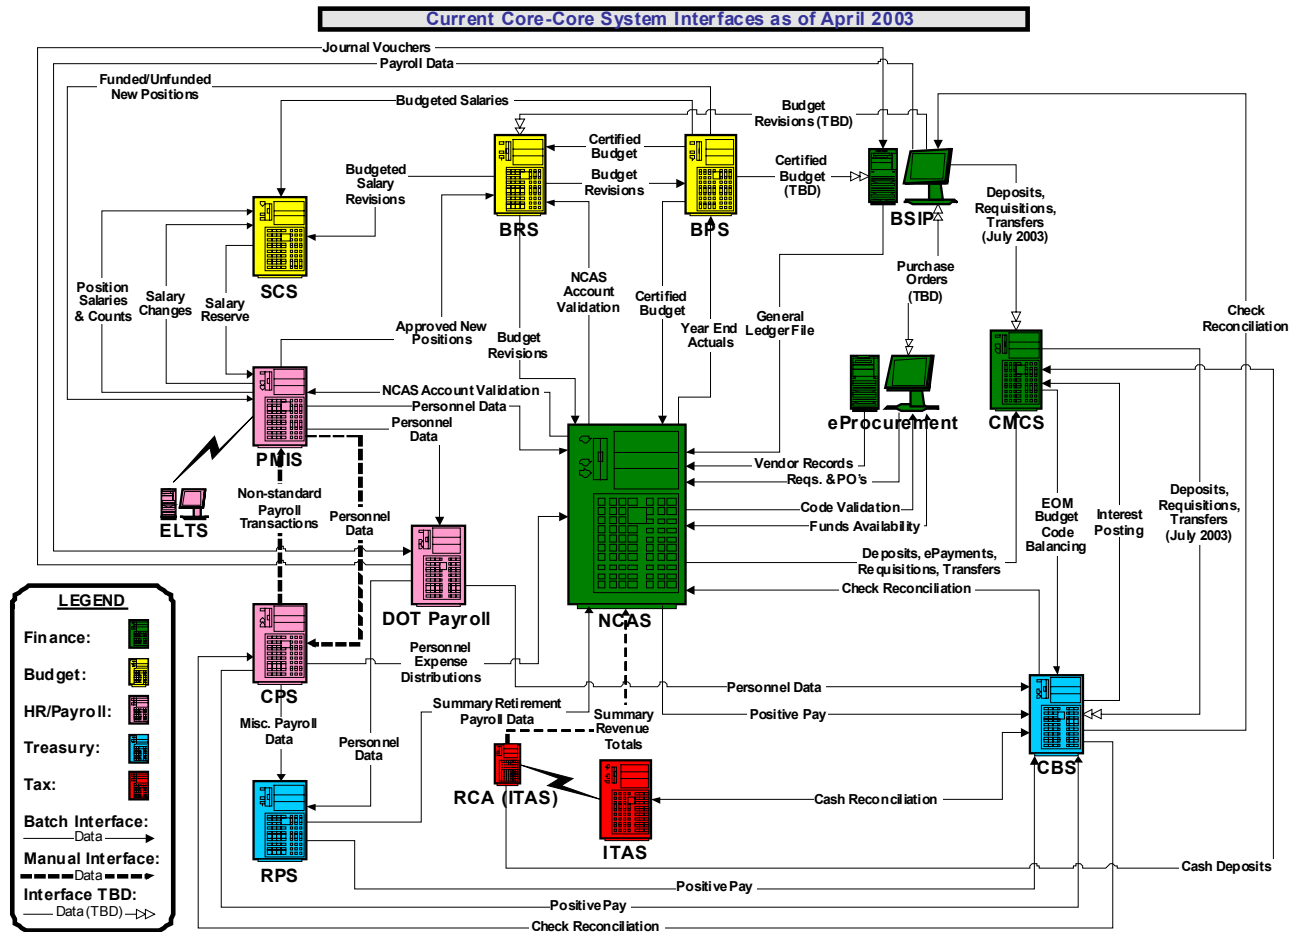 Current Core-Core System Interfaces as of April 2003
Journal Vouchers
Payroll Data
Funded/Unfunded
New Positions
Budgeted Salaries
Budget
Revisions (TBD)
Certified
Budget
Budget
Revisions
Certified
Budget
(TBD)
Budgeted
Salary
Revisions
BRS
BPS
BSIP
Deposits,
Requisitions,
Transfers
(July 2003)
SCS
Position
Salaries
& Counts
Salary
Changes
Salary
Reserve
Approved New
Positions
Budget
Revisions
NCAS
Account
Validation
Certified
Budget
Year End
Actuals
General
Ledger File
Purchase
Orders
(TBD)
Check
Reconciliation
NCAS Account Validation
Personnel Data
Personnel
Data
PMIS
eProcurement
CMCS
Vendor Records
Reqs. & PO's
Code Validation
Funds Availability
ELTS
Non-standard
Payroll
Transactions
Personnel
Data
EOM
Budget
Code
Balancing
Interest
Posting
Deposits,
Requisitions,
Transfers
(July 2003)
Deposits, ePayments,
Requisitions, Transfers
Check Reconciliation
DOT Payroll
NCAS
LEGEND
Finance:
Budget:
HR/Payroll:
Treasury:
Tax:
Batch Interface:
Data
Manual Interface:
Data
Interface TBD:
Data (TBD)
CPS
Personnel
Expense
Distributions
Personnel Data
Positive Pay
Misc. Payroll
Data
Personnel
Data
Summary Retirement
Payroll Data
Summary
Revenue
Totals
CBS
RCA (ITAS)
Cash Reconciliation
ITAS
RPS
Cash Deposits
Positive Pay
Positive Pay
Check Reconciliation